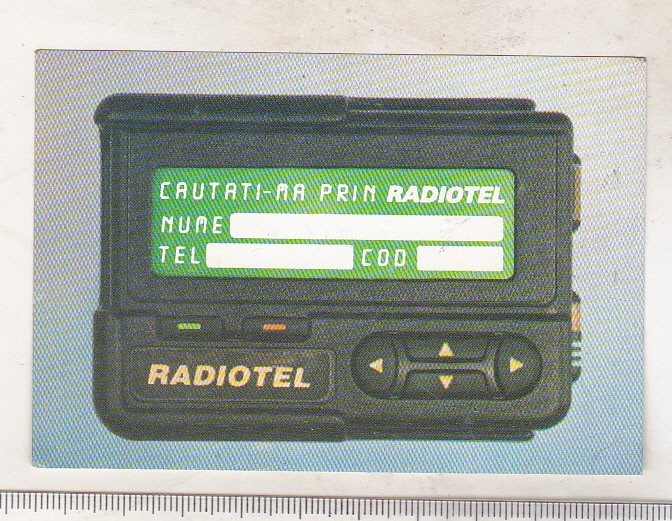 CAUTATI-MA PRIN RADIOTEL
NUME
TEL COD
RADIOTEL